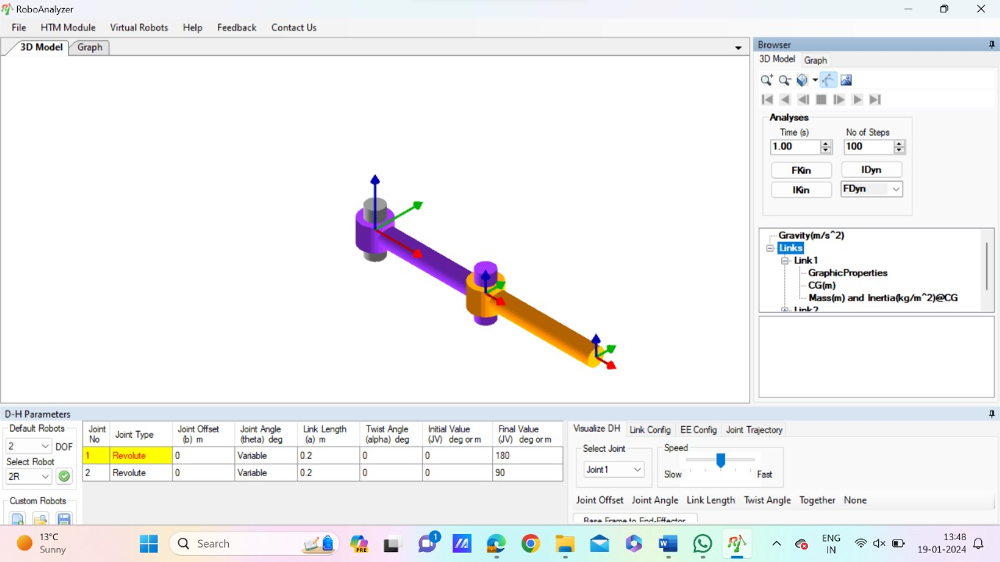 RoboAnalyzer
File HTM Module Virtual Robots Help Feedback Contact Us
3D Model Graph
Browser
3D Model Graph
Analyses
Time (s) No of Steps
1.00 100
FKin IDyn
IKin FDyn
Gravity(m/s^2)
Links
Link1
GraphicProperties
CG(m)
Mass(m) and Inertia(kg/m^2)@CG
Link2
D-H Parameters
Default Robots
2 DOF
Select Robot
2R
Custom Robots
Joint No Joint Type Joint Offset (b) m Joint Angle (theta) deg Link Length (a) m Twist Angle (alpha) deg Initial Value (JV) deg or m Final Value (JV) deg or m
1 Revolute 0 Variable 0.2 0 0 180
2 Revolute 0 Variable 0.2 0 0 90
Visualize DH Link Config EE Config Joint Trajectory
Select Joint Speed
Joint1
Slow Fast
Joint Offset Joint Angle Link Length Twist Angle Together None
Base Frame to End-Effector
13°C
Sunny
Search
PRE
1
ENG
IN
13:48
19-01-2024